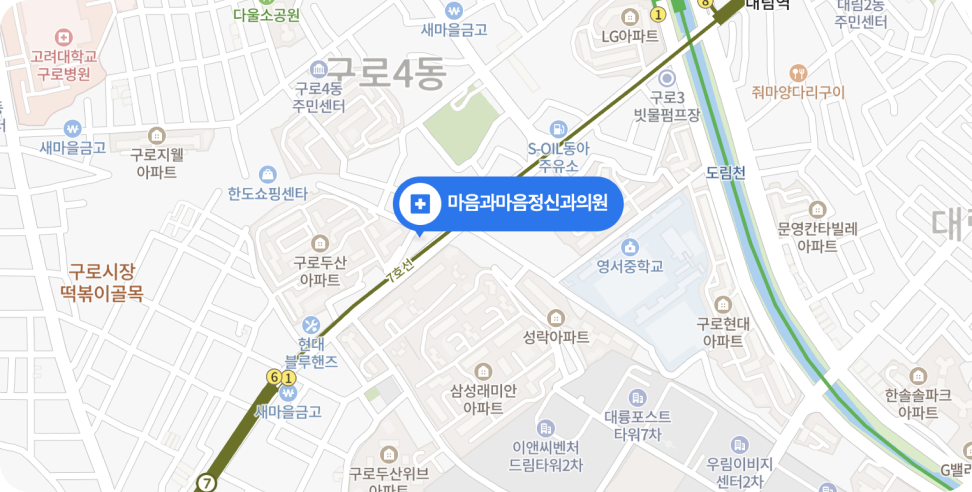 다울소공원
새마을금고
1
8
대림역
대림2동
주민센터
LG아파트
고려대학교
구로병원
구로4동
구로4동
주민센터
구로3
빗물펌프장
줘마양다리구이
새마을금고
구로지웰
아파트
S-OIL동아
주유소
한도쇼핑센타
도림천
마음과마음정신과의원
문영칸타빌레
아파트
영서중학교
구로두산
아파트
7호선
구로시장
떡볶이골목
구로현대
아파트
성락아파트
현대
블루핸즈
6
1
새마을금고
삼성래미안
아파트
한솔솔파크
아파트
대륭포스트
타워7차
이앤씨벤처
드림타워2차
우림이비지
센터2차
구로두산위브
아파트
7